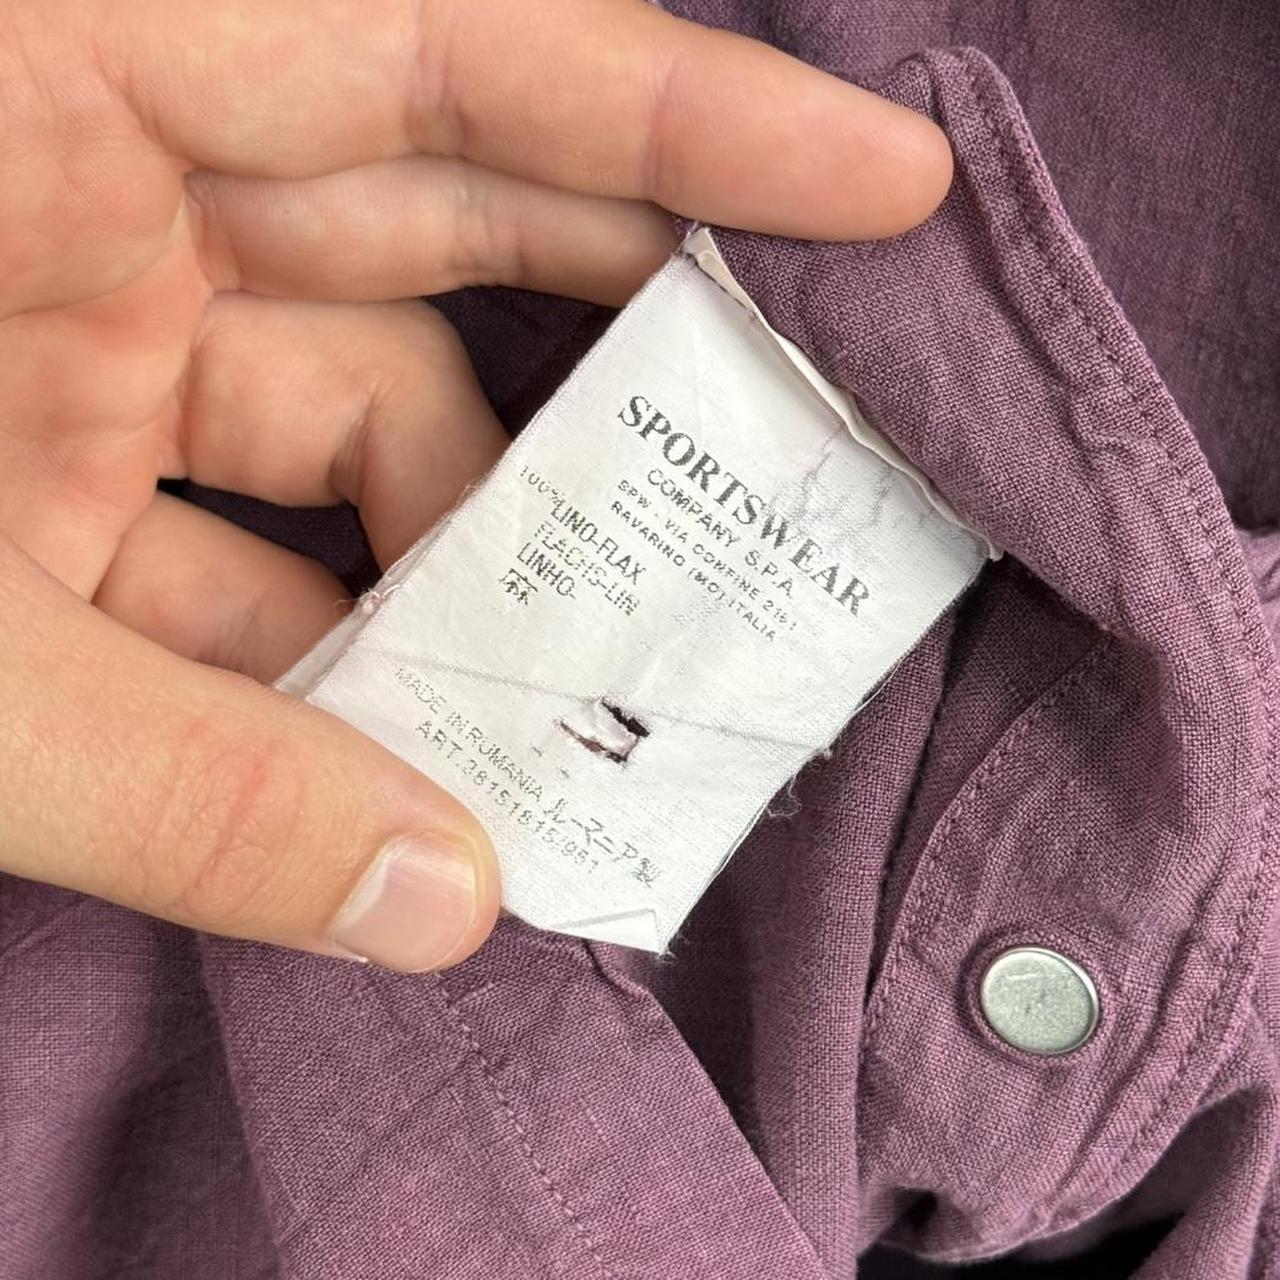 SPORTSWEAR
COMPANY S.P.A.
SPW - VIA CONFINE 2161
RAVARINO (MO) ITALIA
100% LINO-FLAX
FLACHS-LIN
LINHO-
麻
MADE IN RUMANIA ルーマニア製
ART.